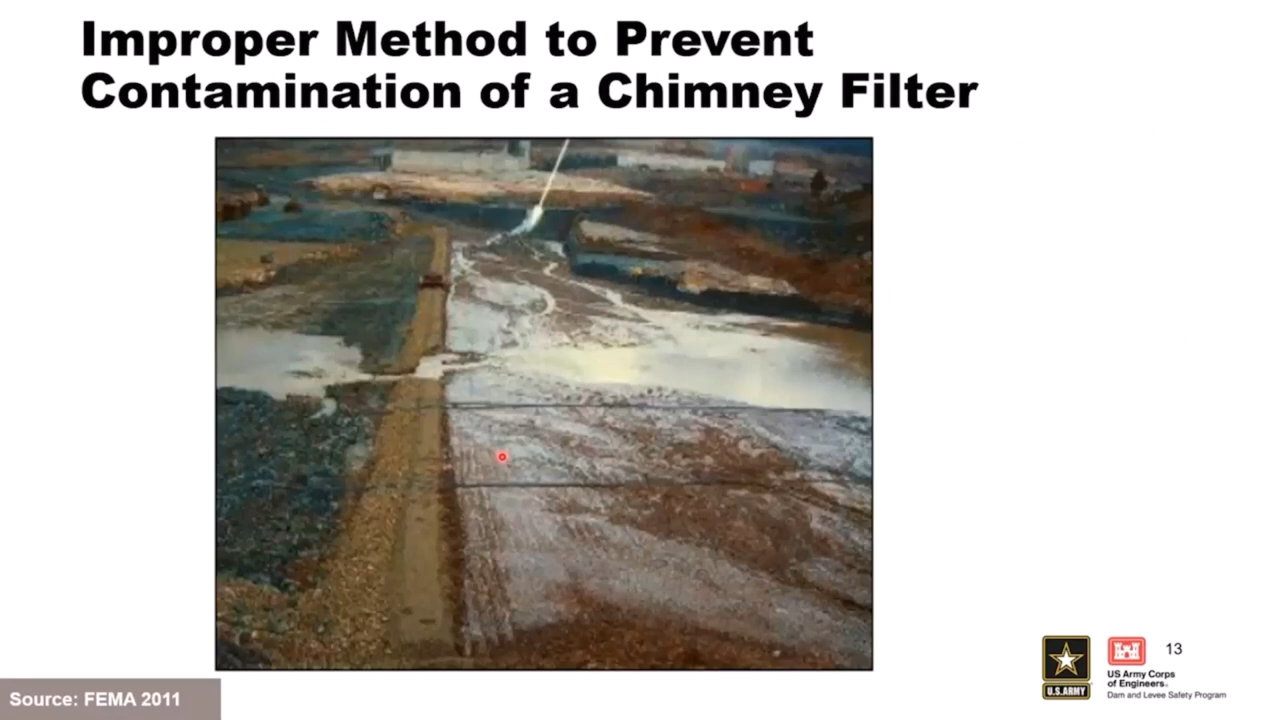 Improper Method to Prevent
Contamination of a Chimney Filter
13
U.S.ARMY
US Army Corps
of Engineers®
Dam and Levee Safety Program
Source: FEMA 2011